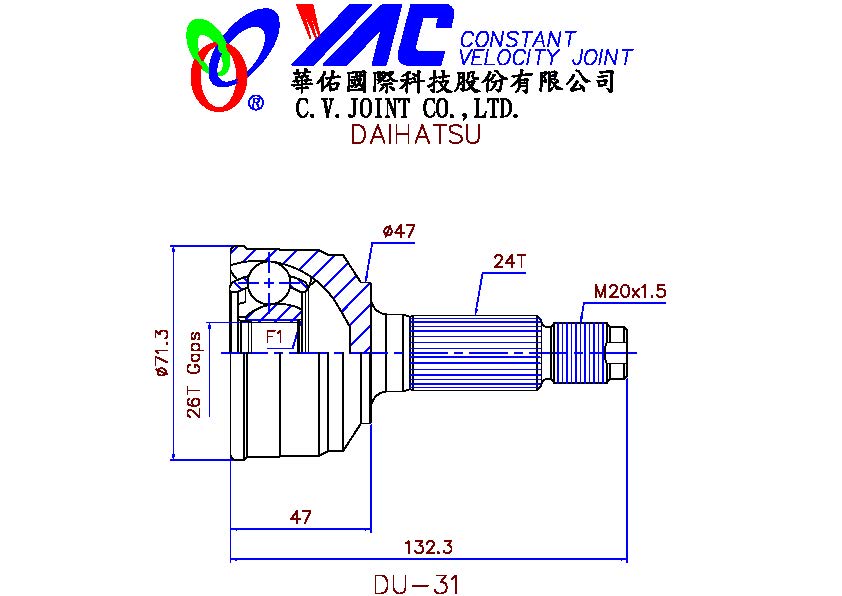 YAC CONSTANT
VELOCITY JOINT
®
華佑國際科技股份有限公司
C.V.JOINT CO.,LTD.
DAIHATSU
ø47
24T
M20x1.5
F1
ø71.3
26T Gaps
47
132.3
DU-31